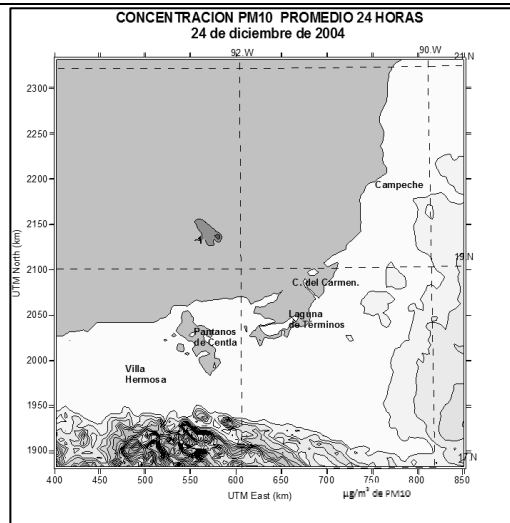 CONCENTRACION PM10 PROMEDIO 24 HORAS
24 de diciembre de 2004
92.W
90.W
21.N
2300
2250
2200
Campeche
2150
UTM North (km)
19.N
2100
C. del Carmen.
2050
Laguna
de Terminos
Pantanos
de Centla
2000
Villa
Hermosa
1950
1900
17'N
400 450 500 550 600 650 700 750 800 850
UTM East (km)
µg/m³ de PM10